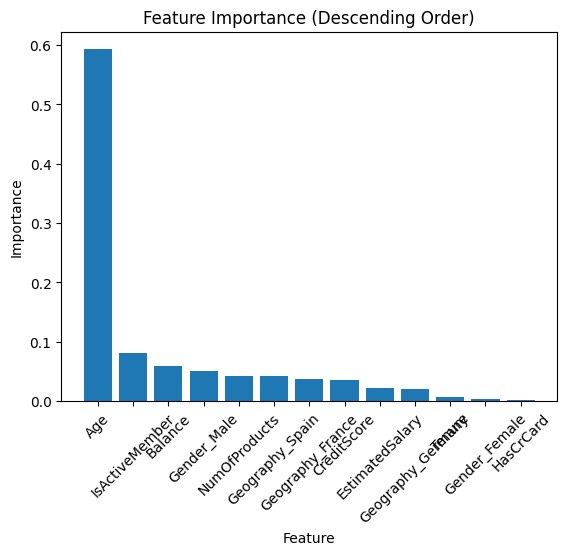 Feature Importance (Descending Order)
Importance
0.6
0.5
0.4
0.3
0.2
0.1
0.0
Age
IsActiveMember
Balance
Gender_Male
NumOfProducts
Geography_Spain
Geography_France
CreditScore
EstimatedSalary
Geography_Germany
Tenure
Gender_Female
HasCrCard
Feature